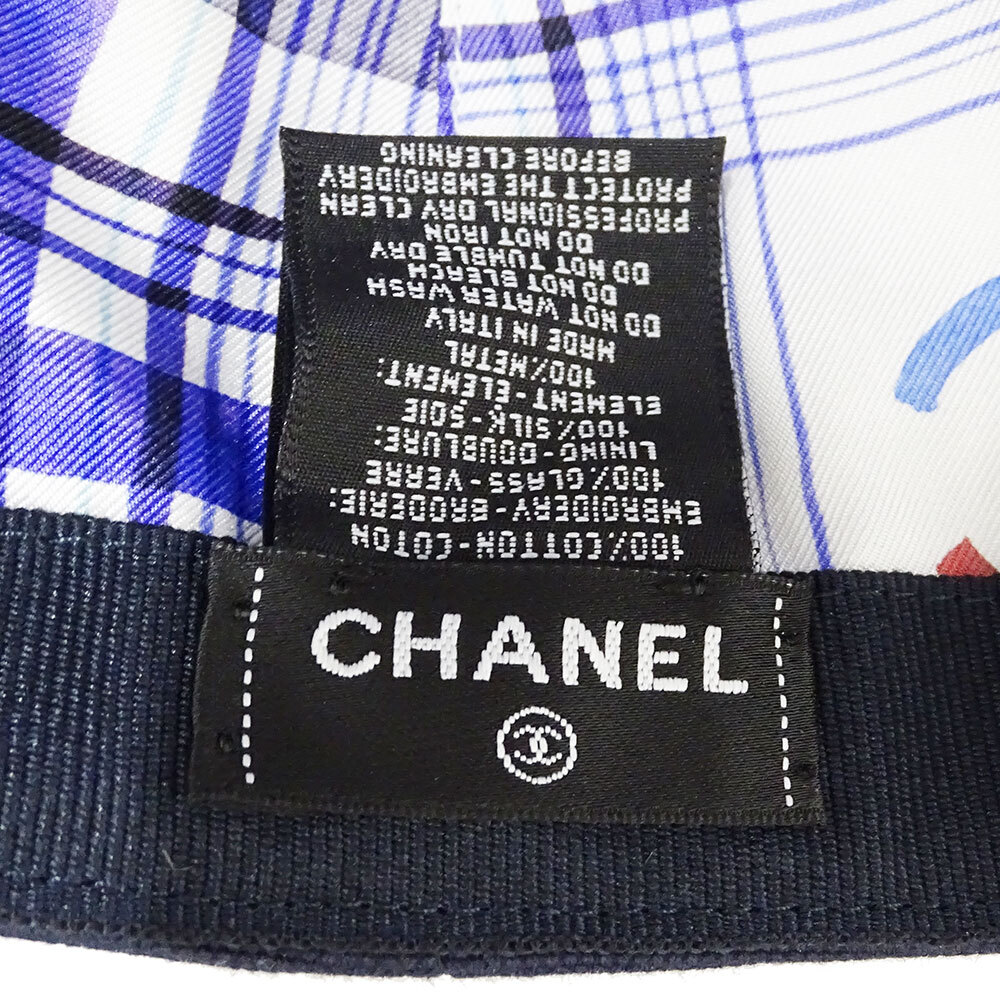 100%COTTON-COTON
EMBROIDERY-BRODERIE:
100%GLASS-VERRE
LINING-DOUBLURE:
100%SILK-SOIE
ELEMENT-ELEMENT:
100%METAL
MADE IN ITALY
DO NOT WATER WASH
DO NOT BLEACH
DO NOT TUMBLE DRY
DO NOT IRON
PROFESSIONAL DRY CLEAN
PROTECT THE EMBROIDERY
BEFORE CLEANING
CHANEL